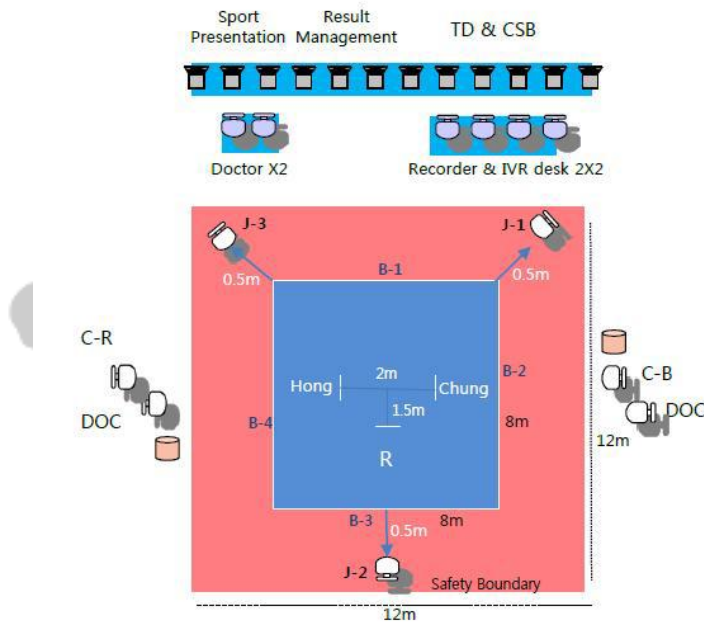 Sport
Presentation
Result
Management
TD & CSB
Doctor X2
Recorder & IVR desk 2X2
J-3
J-1
0.5m
B-1
0.5m
C-R
2m
B-2
C-B
Hong
Chung
DOC
B-4
1.5m
8m
DOC
12m
R
B-3
8m
0.5m
J-2
Safety Boundary
12m